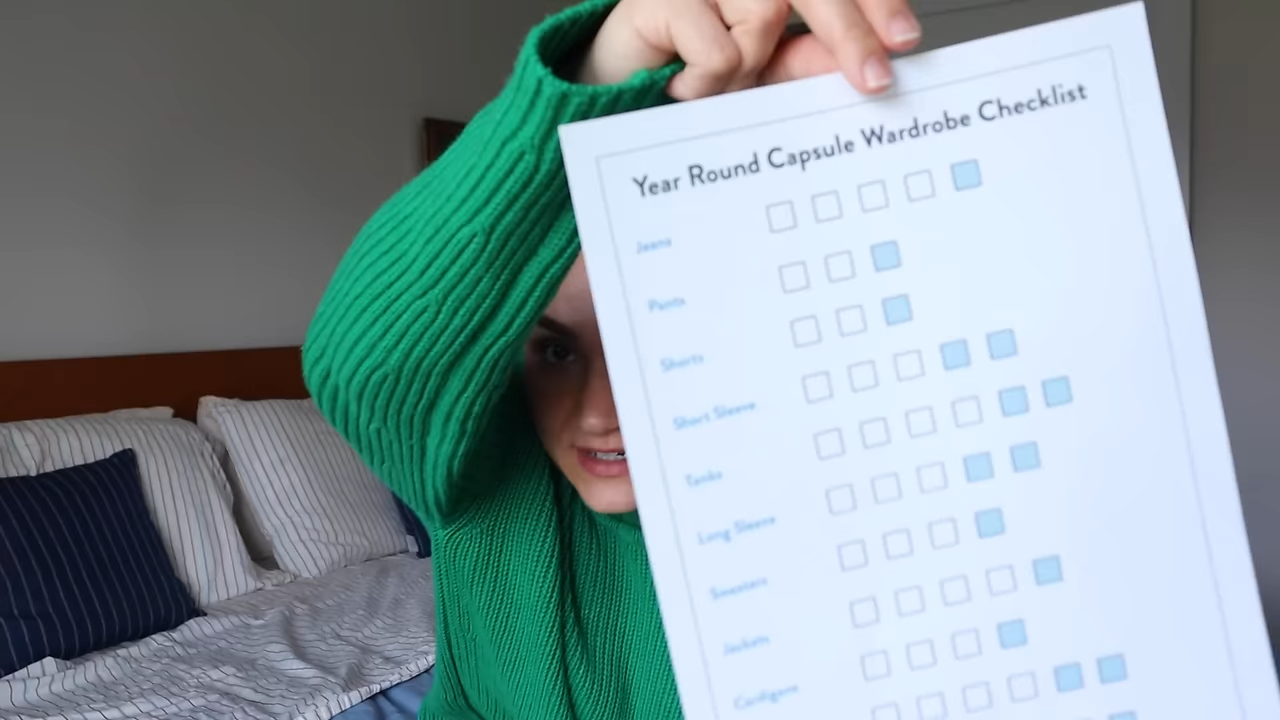 Year Round Capsule Wardrobe Checklist
Jeans
Pants
Shorts
Short Sleeve
Tanks
Long Sleeve
Sweaters
Jackets
Cardigans